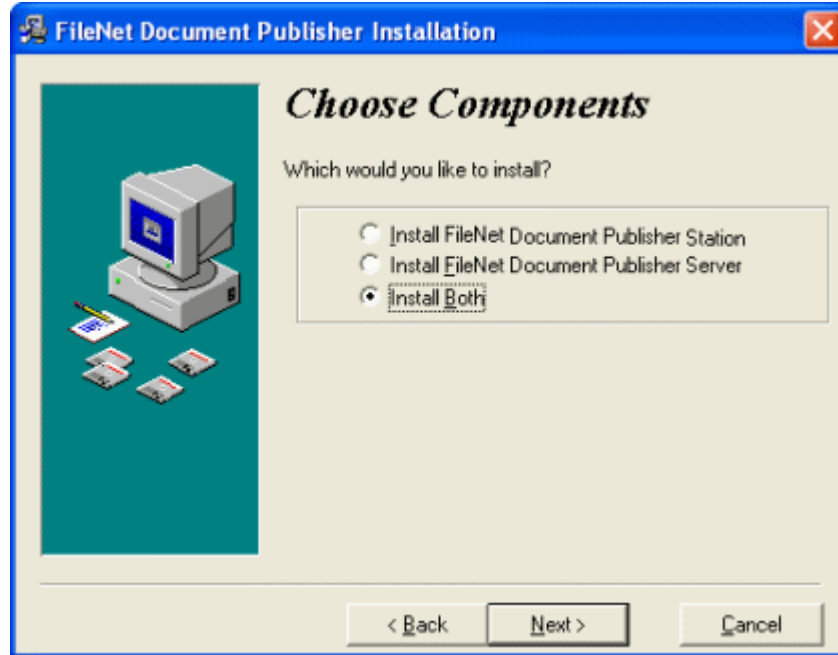 FileNet Document Publisher Installation
Choose Components
Which would you like to install?
Install FileNet Document Publisher Station
Install FileNet Document Publisher Server
Install Both
< Back
Next >
Cancel